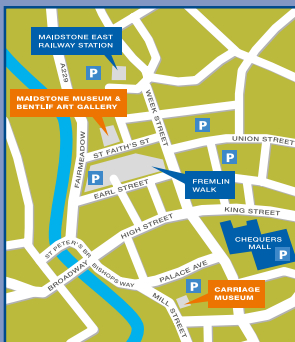 MAIDSTONE EAST
RAILWAY STATION
A229
P
MAIDSTONE MUSEUM &
BENTLIF ART GALLERY
WEEK STREET
P
UNION STREET
ST FAITH'S ST
P
FAIRMEADOW
P
FREMLIN
WALK
EARL STREET
KING STREET
HIGH STREET
CHEQUERS
MALL
P
ST PETER'S BR
BROADWAY
BISHOPS WAY
PALACE AVE
P
CARRIAGE
MUSEUM
MILL STREET